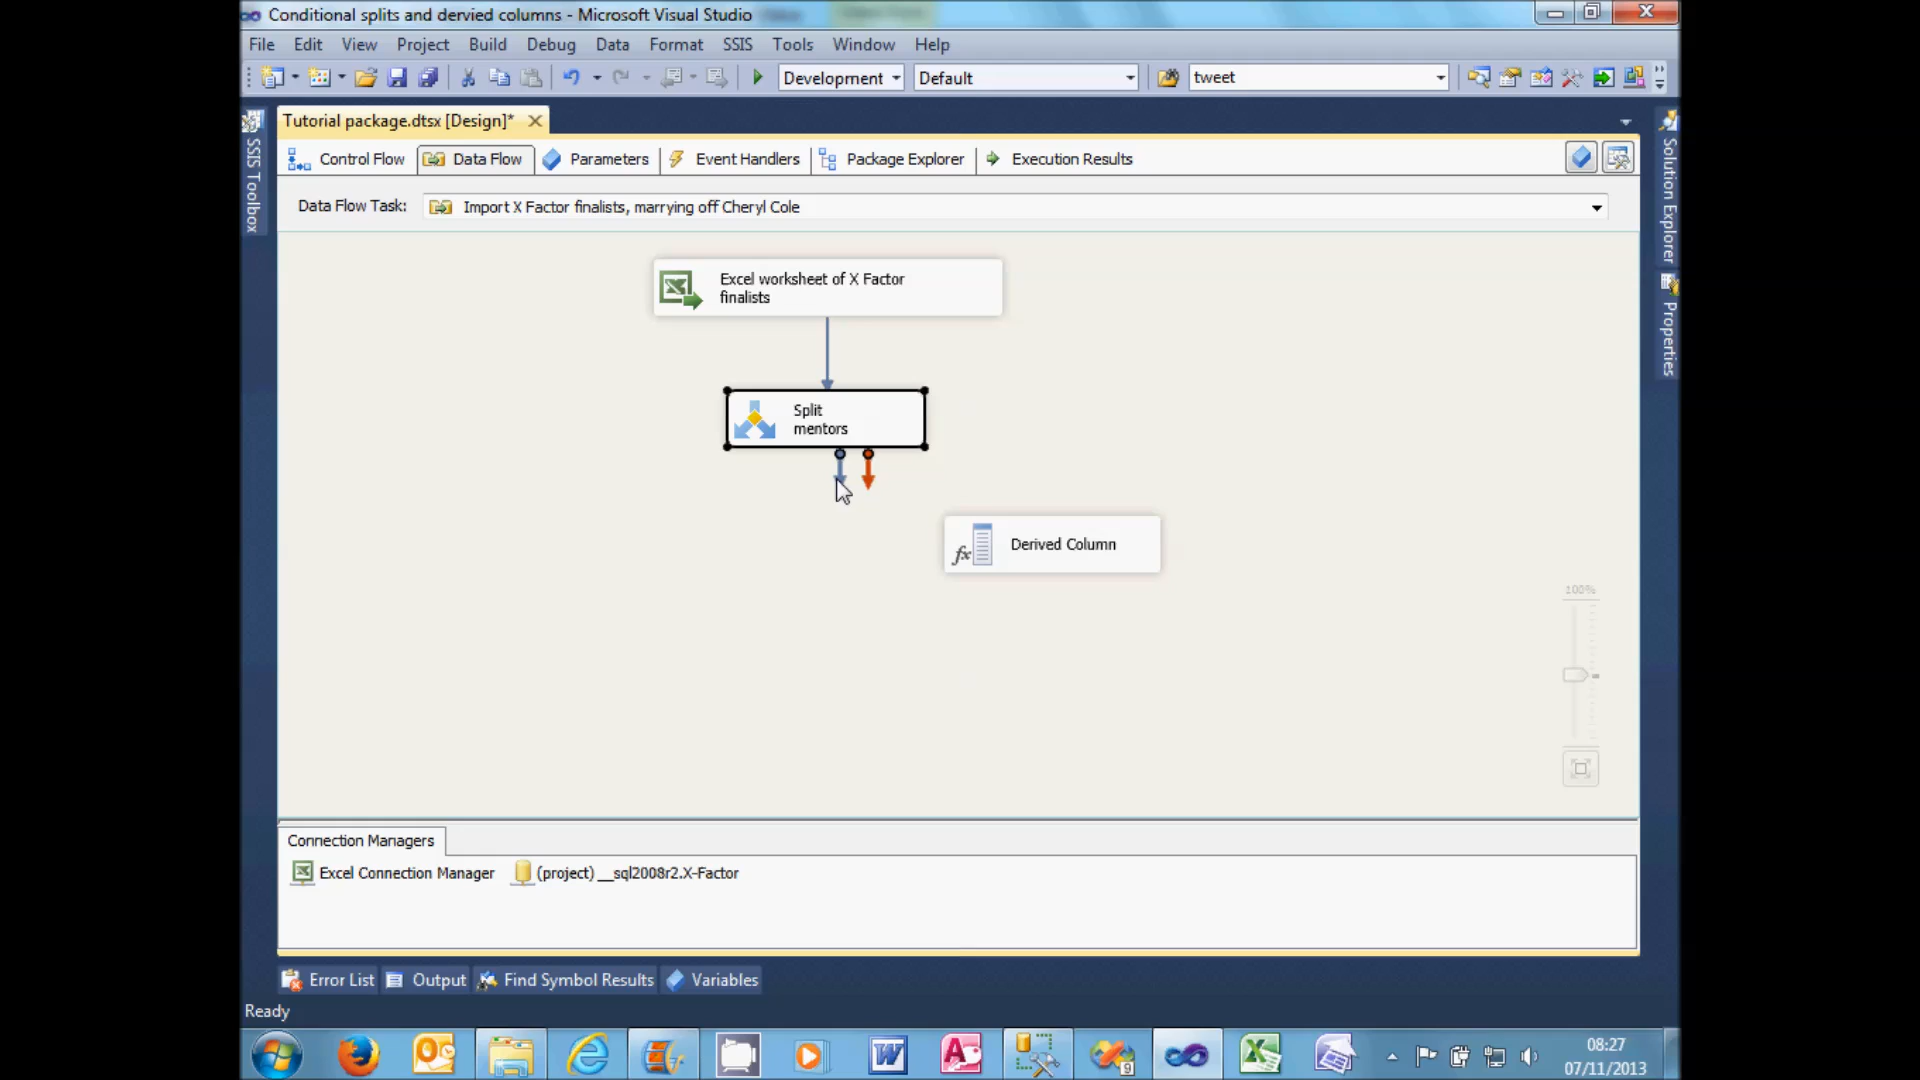 Conditional splits and dervied columns - Microsoft Visual Studio
File Edit View Project Build Debug Data Format SSIS Tools Window Help
Development Default tweet
Tutorial package.dtsx [Design]*
Control Flow Data Flow Parameters Event Handlers Package Explorer Execution Results
Data Flow Task: Import X Factor finalists, marrying off Cheryl Cole
SSIS Toolbox
Solution Explorer
Properties
Excel worksheet of X Factor
finalists
Split
mentors
fx Derived Column
100%
Connection Managers
Excel Connection Manager (project) __sql2008r2.X-Factor
Error List Output Find Symbol Results Variables
Ready
9
08:27
07/11/2013